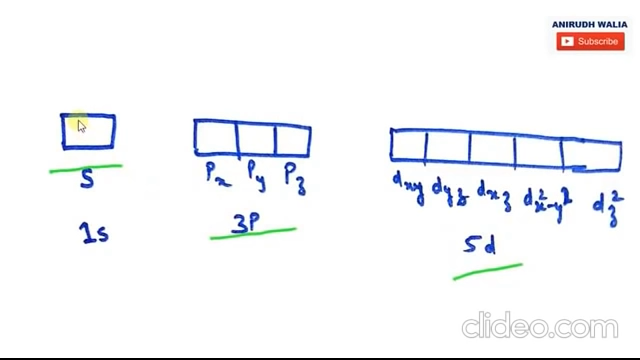 ANIRUDH WALIA
Subscribe
S
Px Py Pz
dxy dyz dxz dx²-y² dz²
1s
3P
5d
clideo.com